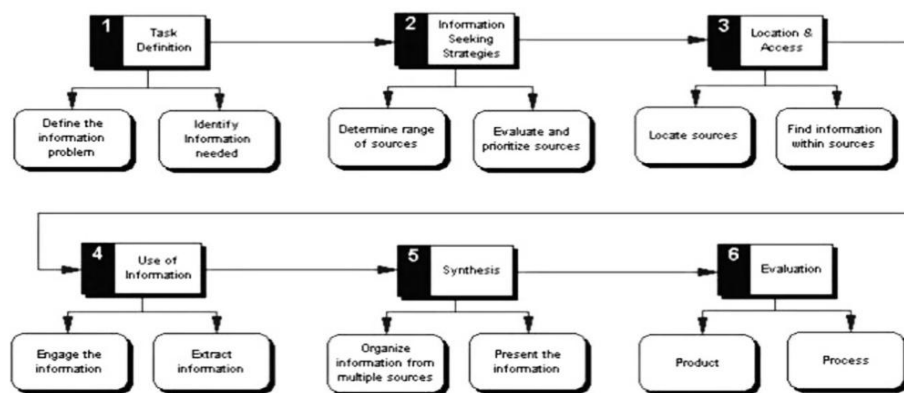 1
Task
Definition
2
Information
Seeking
Strategies
3
Location &
Access
Define the
information
problem
Identify
Information
needed
Determine range
of sources
Evaluate and
prioritize sources
Locate sources
Find information
within sources
4
Use of
Information
5
Synthesis
6
Evaluation
Engage the
information
Extract
information
Organize
information from
multiple sources
Present the
information
Product
Process